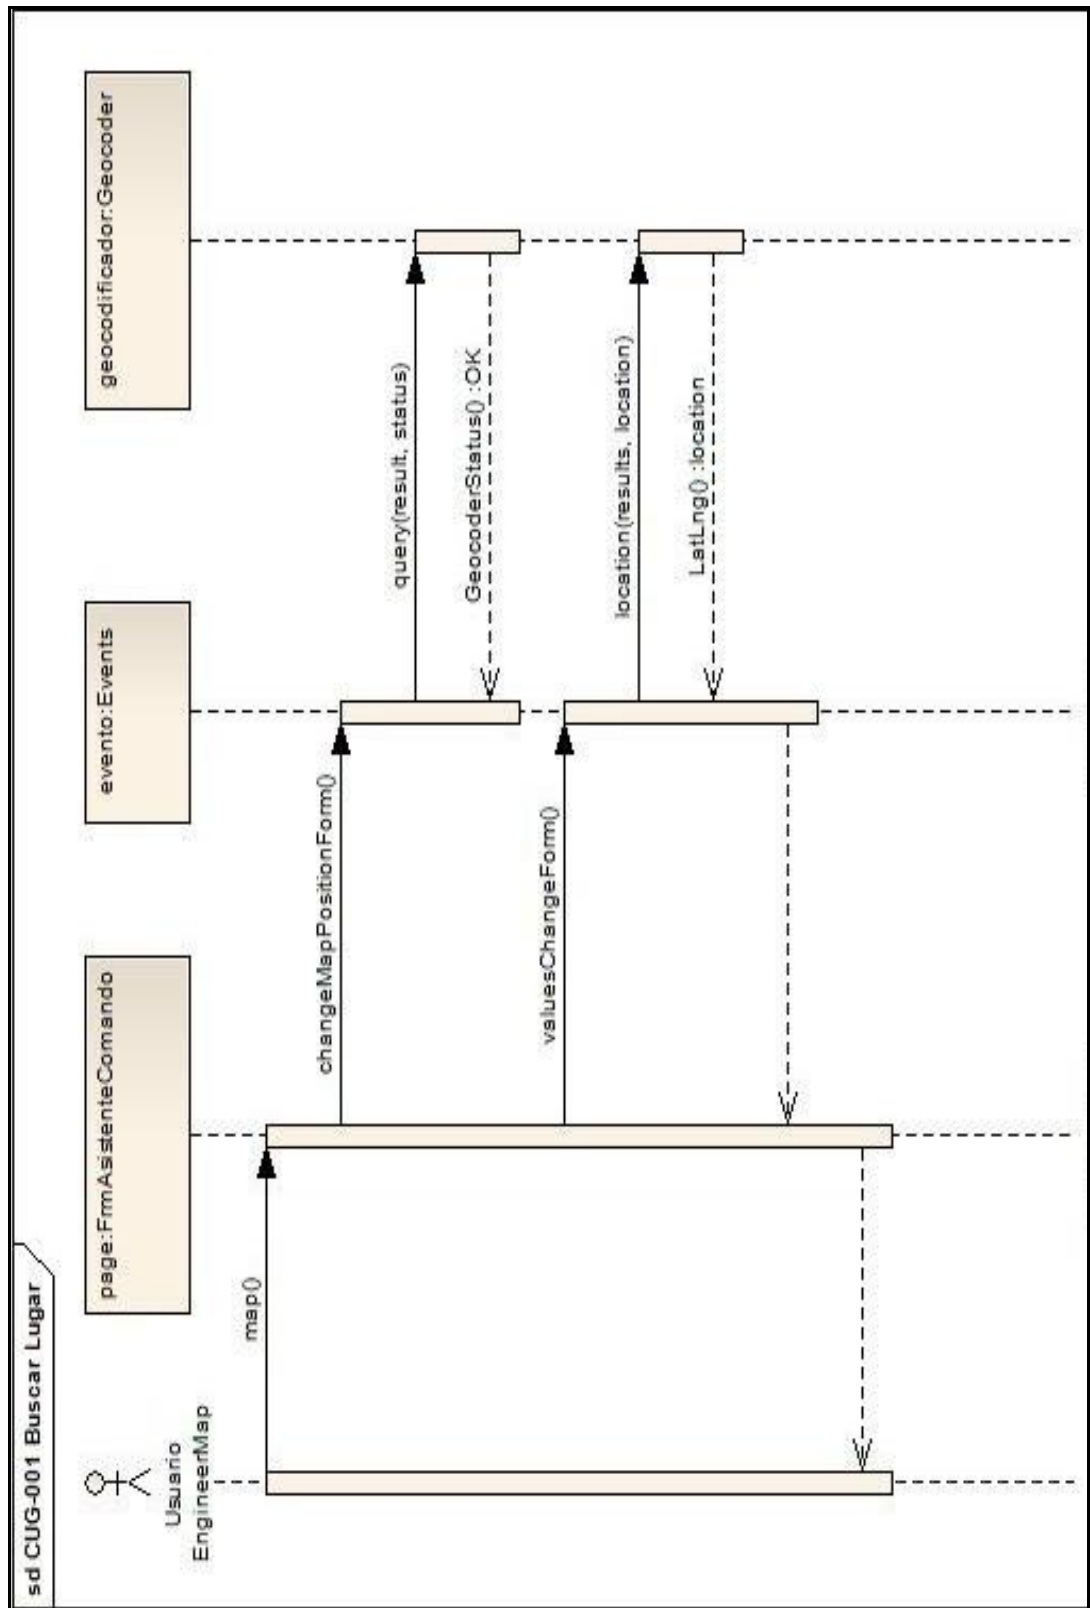 sd CUG-001 Buscar Lugar
Usuario
EngineerMap
page:FrmAsistenteComando
evento:Events
geocodificador:Geocoder
map()
changeMapPositionForm()
query(result, status)
GeocoderStatus() :OK
valuesChangeForm()
location(results, location)
LatLng() :location